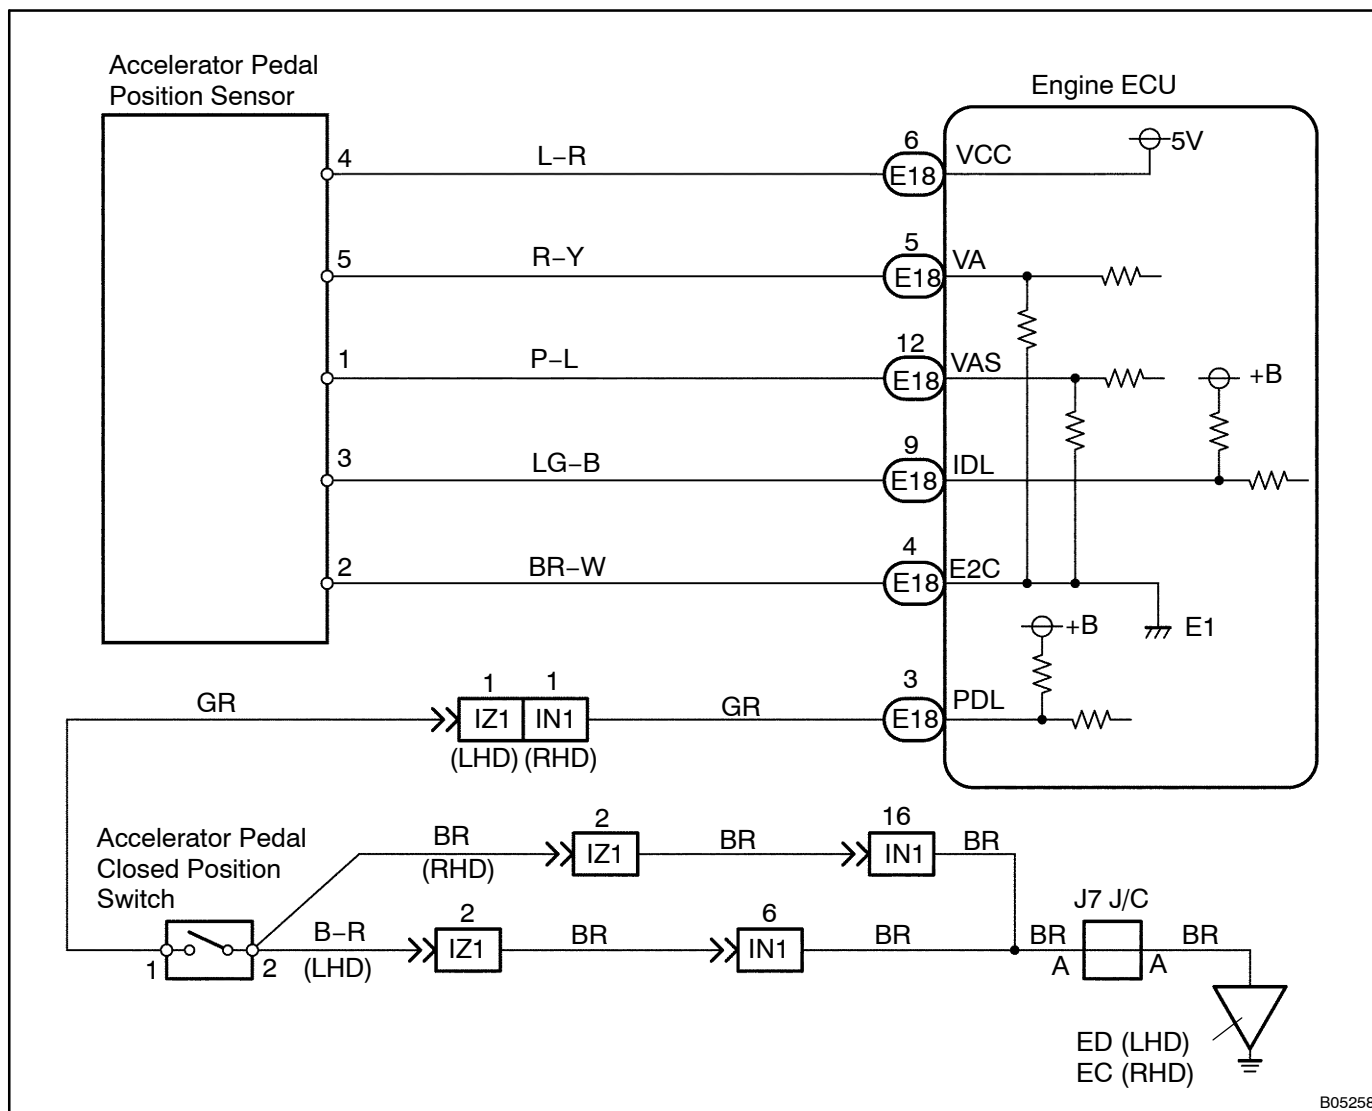 Accelerator Pedal
Position Sensor
Engine ECU
4
L–R
6
E18
VCC
5V
5
R–Y
5
E18
VA
1
P–L
12
E18
VAS
+B
3
LG–B
9
E18
IDL
2
BR–W
4
E18
E2C
E1
+B
GR
1
1
IZ1
IN1
(LHD)
(RHD)
GR
3
E18
PDL
Accelerator Pedal
Closed Position
Switch
BR
(RHD)
2
IZ1
BR
16
IN1
BR
1
2
B–R
(LHD)
2
IZ1
BR
6
IN1
BR
BR
A
J7 J/C
A
BR
ED (LHD)
EC (RHD)
B05258